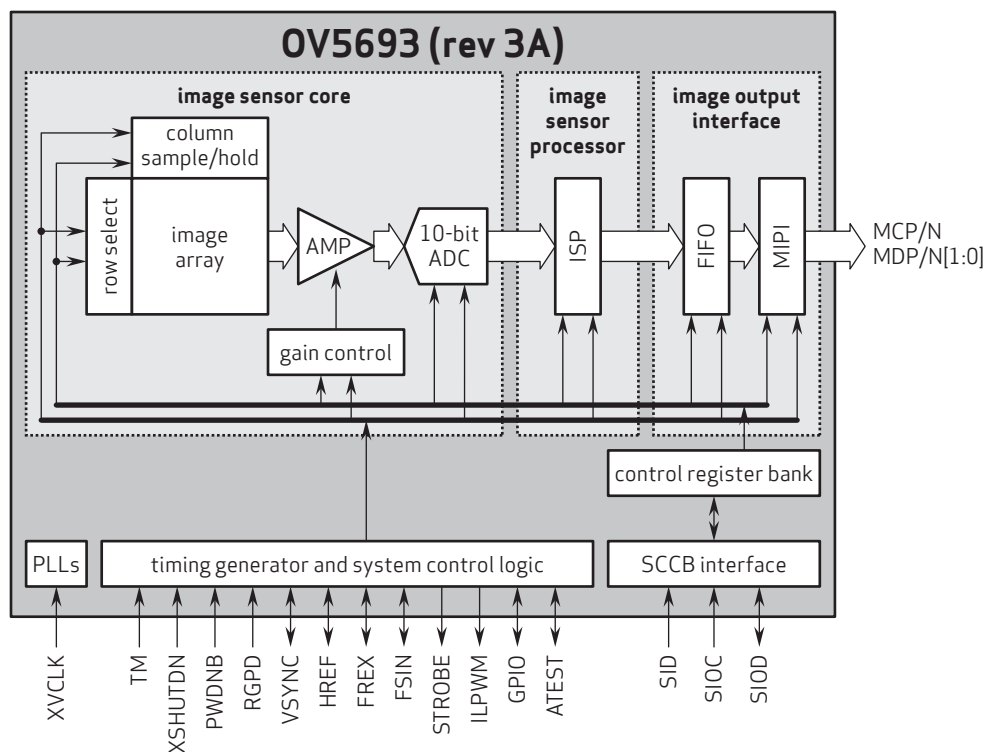 OV5693 (rev 3A)
image sensor core
image
sensor
processor
image output
interface
column
sample/hold
row select
image
array
AMP
10-bit
ADC
ISP
FIFO
MIPI
MCP/N
MDP/N[1:0]
gain control
control register bank
PLLs
timing generator and system control logic
SCCB interface
XVCLK
TM
XSHUTDN
PWDNB
RGPD
VSYNC
HREF
FREX
FSIN
STROBE
ILPWM
GPIO
ATEST
SID
SIOC
SIOD